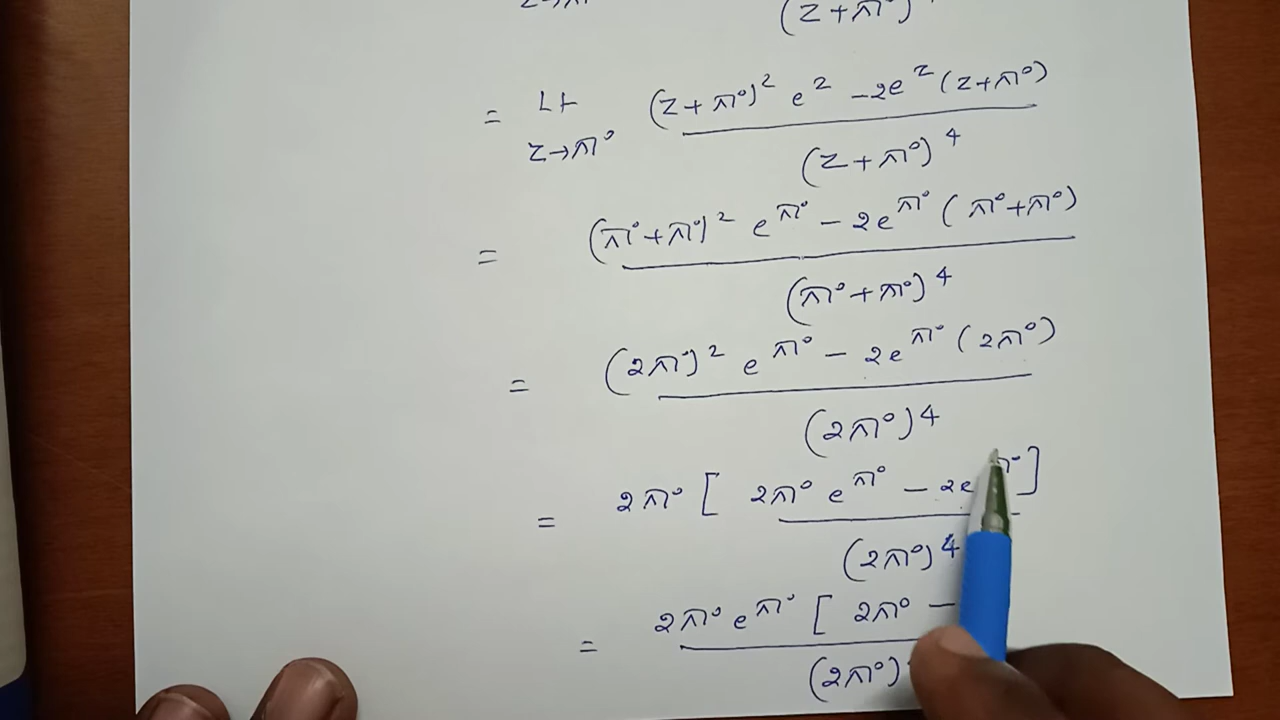 (z+πi)
= Lt z→πi (z+πi)² e² - 2e^z (z+πi)
(z+πi)⁴
= (πi+πi)² e^πi - 2e^πi (πi+πi)
(πi+πi)⁴
= (2πi)² e^πi - 2e^πi (2πi)
(2πi)⁴
= 2πi [ 2πi e^πi - 2e ]
(2πi)⁴
= 2πi e^πi [ 2πi -
(2πi)